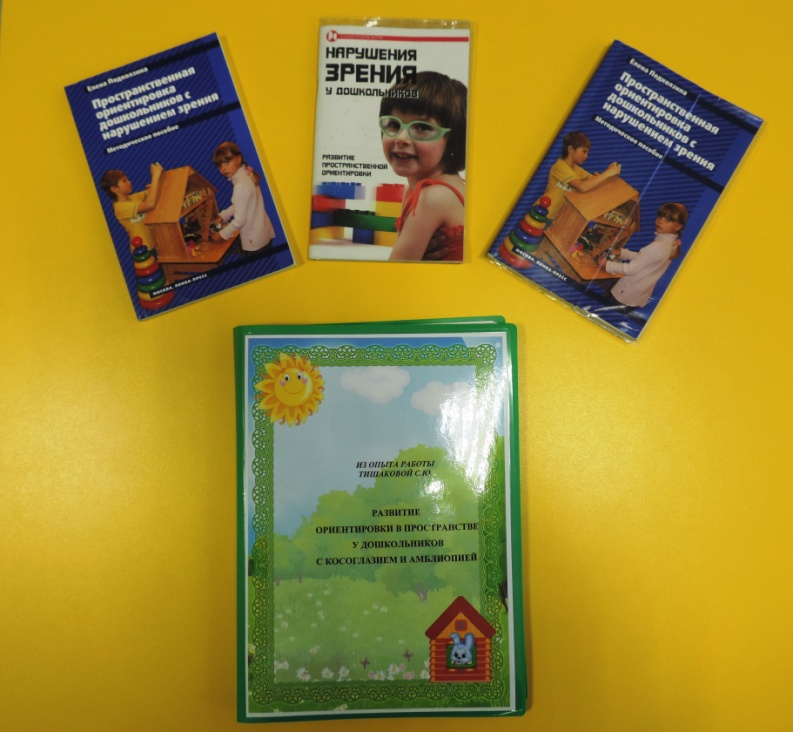 Елена Подколзина
Пространственная
ориентировка
дошкольников с
нарушением зрения
Методическое пособие
МОСКВА, ЛИНКА-ПРЕСС
НАРУШЕНИЯ
ЗРЕНИЯ
У ДОШКОЛЬНИКОВ
РАЗВИТИЕ
ПРОСТРАНСТВЕННОЙ
ОРИЕНТИРОВКИ
Елена Подколзина
Пространственная
ориентировка
дошкольников с
нарушением зрения
Методическое пособие
МОСКВА, ЛИНКА-ПРЕСС
ИЗ ОПЫТА РАБОТЫ
ТИШАКОВОЙ С.Ю.
РАЗВИТИЕ
ОРИЕНТИРОВКИ В ПРОСТРАНСТВЕ
У ДОШКОЛЬНИКОВ
С КОСОГЛАЗИЕМ И АМБЛИОПИЕЙ